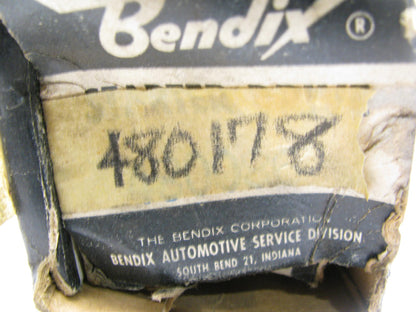 Bendix ®
480178
THE BENDIX CORPORATION
BENDIX AUTOMOTIVE SERVICE DIVISION
SOUTH BEND 21, INDIANA